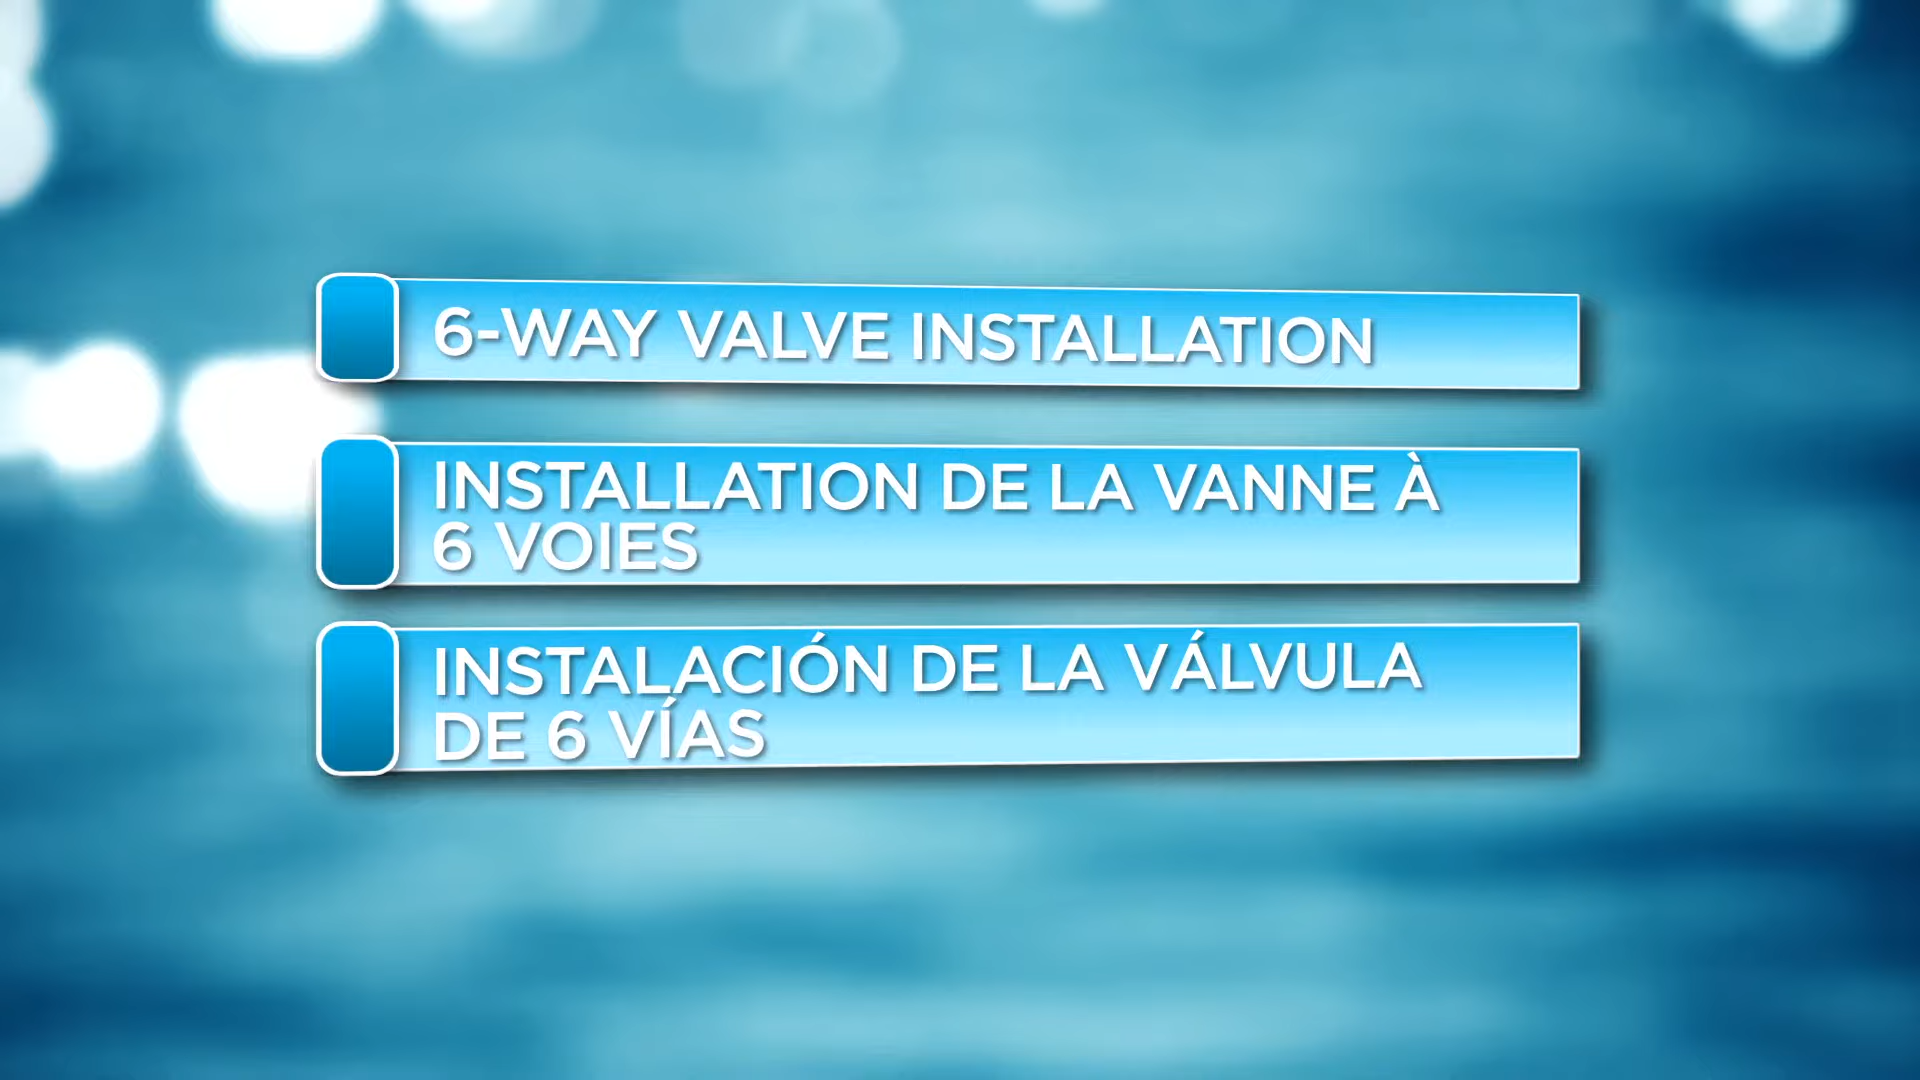 6-WAY VALVE INSTALLATION
INSTALLATION DE LA VANNE À
6 VOIES
INSTALACIÓN DE LA VÁLVULA
DE 6 VÍAS